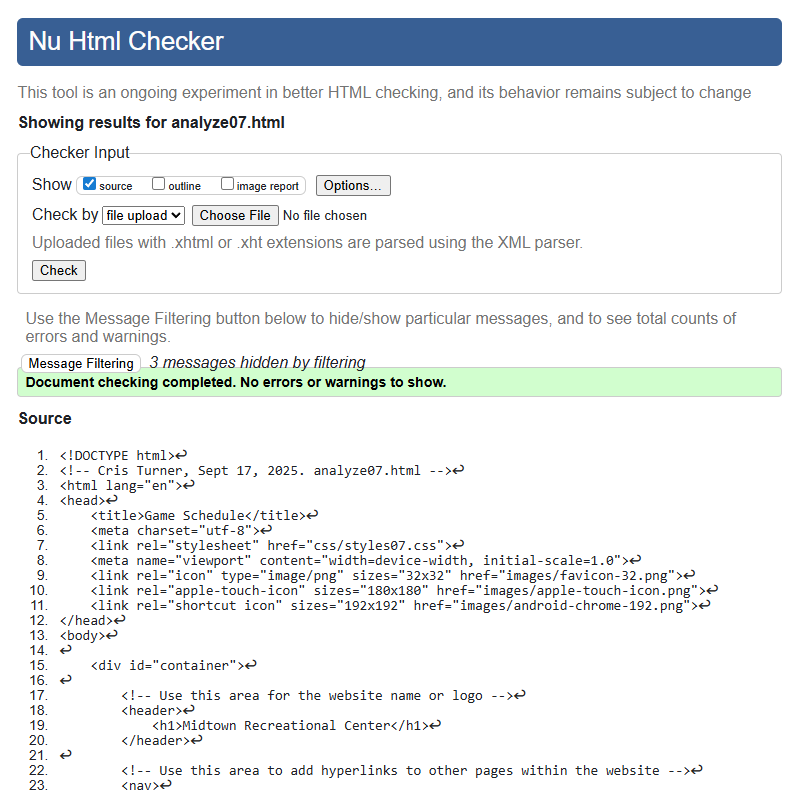 Nu Html Checker
This tool is an ongoing experiment in better HTML checking, and its behavior remains subject to change
Showing results for analyze07.html
Checker Input
Show source outline image report Options...
Check by file upload Choose File No file chosen
Uploaded files with .xhtml or .xht extensions are parsed using the XML parser.
Check
Use the Message Filtering button below to hide/show particular messages, and to see total counts of
errors and warnings.
Message Filtering 3 messages hidden by filtering
Document checking completed. No errors or warnings to show.
Source
1. <!DOCTYPE html>↩
2. <!-- Cris Turner, Sept 17, 2025. analyze07.html -->↩
3. <html lang="en">↩
4. <head>↩
5.     <title>Game Schedule</title>↩
6.     <meta charset="utf-8">↩
7.     <link rel="stylesheet" href="css/styles07.css">↩
8.     <meta name="viewport" content="width=device-width, initial-scale=1.0">↩
9.     <link rel="icon" type="image/png" sizes="32x32" href="images/favicon-32.png">↩
10.     <link rel="apple-touch-icon" sizes="180x180" href="images/apple-touch-icon.png">↩
11.     <link rel="shortcut icon" sizes="192x192" href="images/android-chrome-192.png">↩
12. </head>↩
13. <body>↩
14. ↩
15.     <div id="container">↩
16. ↩
17.         <!-- Use this area for the website name or logo -->↩
18.         <header>↩
19.             <h1>Midtown Recreational Center</h1>↩
20.         </header>↩
21. ↩
22.         <!-- Use this area to add hyperlinks to other pages within the website -->↩
23.         <nav>↩